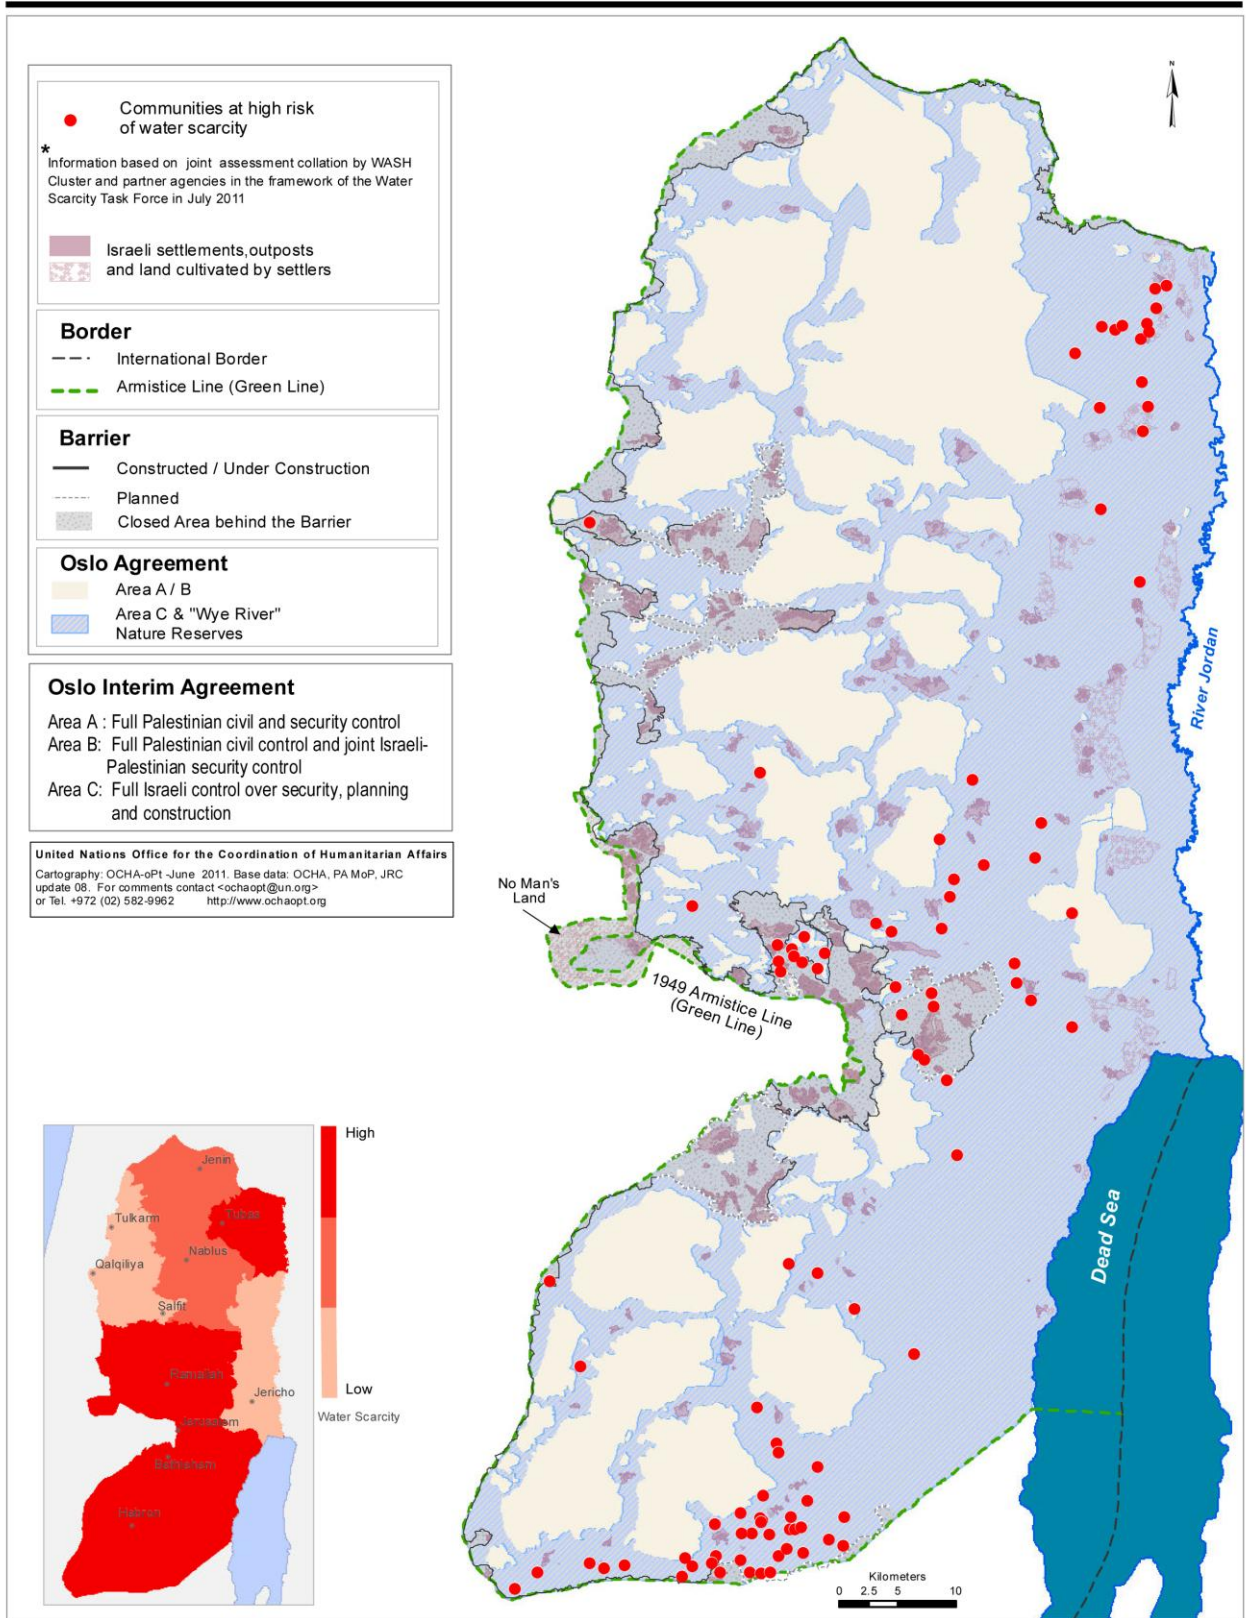 Communities at high risk
of water scarcity
*
Information based on joint assessment collation by WASH
Cluster and partner agencies in the framework of the Water
Scarcity Task Force in July 2011
Israeli settlements,outposts
and land cultivated by settlers
Border
International Border
Armistice Line (Green Line)
Barrier
Constructed / Under Construction
Planned
Closed Area behind the Barrier
Oslo Agreement
Area A / B
Area C & "Wye River"
Nature Reserves
Oslo Interim Agreement
Area A : Full Palestinian civil and security control
Area B: Full Palestinian civil control and joint Israeli-
Palestinian security control
Area C: Full Israeli control over security, planning
and construction
United Nations Office for the Coordination of Humanitarian Affairs
Cartography: OCHA-oPt -June 2011. Base data: OCHA, PA MoP, JRC
update 08. For comments contact <ochaopt@un.org>
or Tel. +972 (02) 582-9962 http://www.ochaopt.org
N
River Jordan
No Man's
Land
1949 Armistice Line
(Green Line)
Dead Sea
High
Low
Water Scarcity
Jenin
Tubas
Tulkarm
Nablus
Qalqiliya
Salfit
Ramallah
Jericho
Jerusalem
Bethlehem
Hebron
Kilometers
0 2.5 5 10